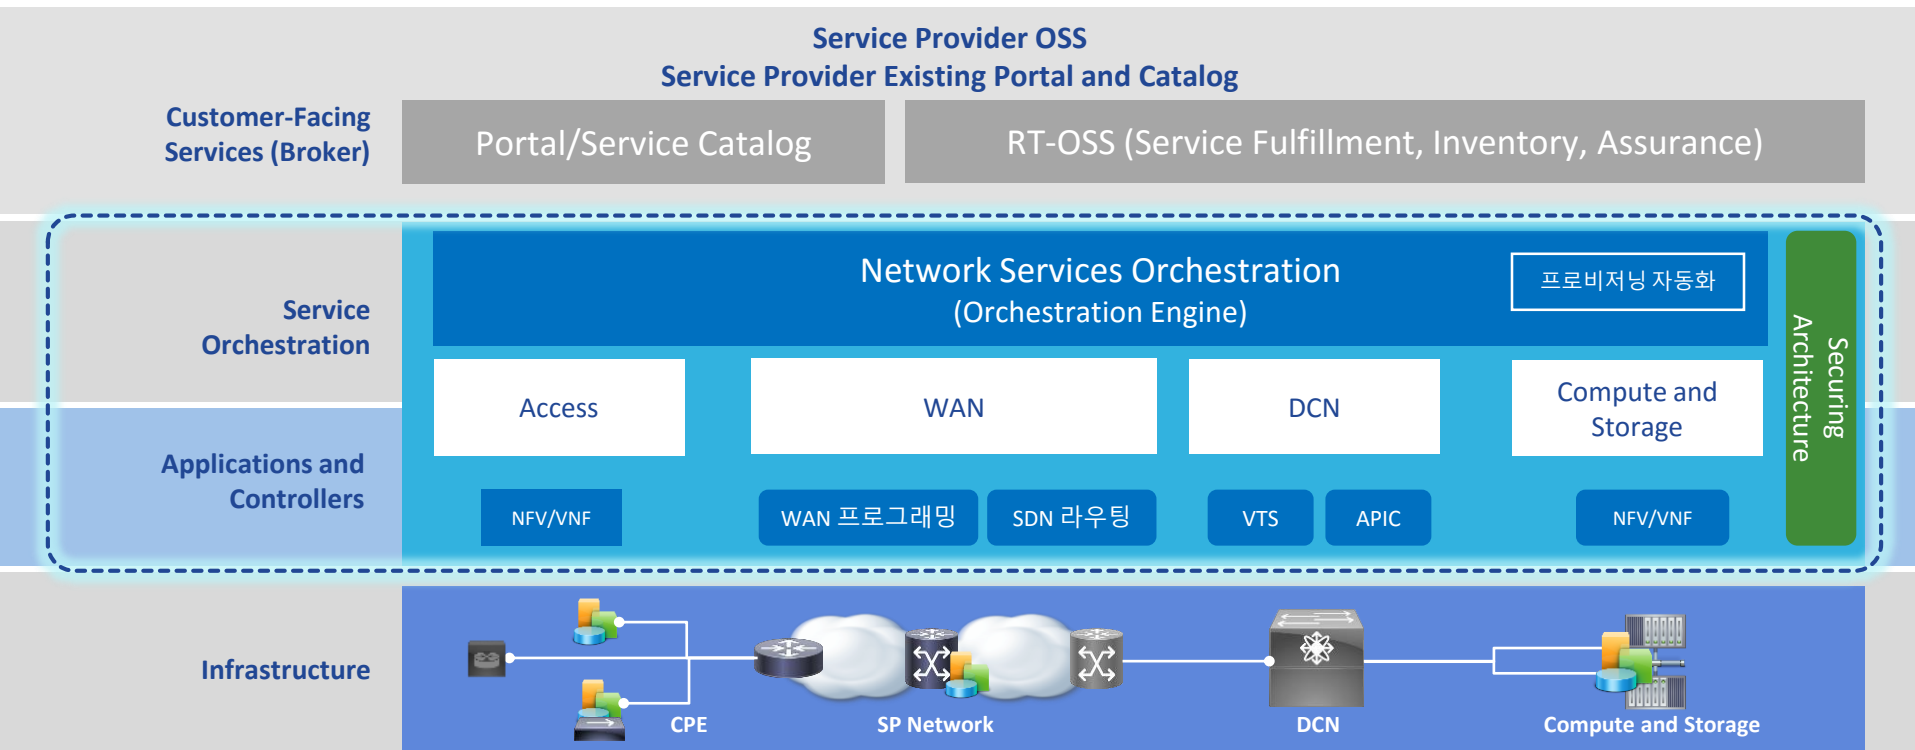 Service Provider OSS
Service Provider Existing Portal and Catalog
Customer-Facing
Services (Broker)
Portal/Service Catalog
RT-OSS (Service Fulfillment, Inventory, Assurance)
Service
Orchestration
Network Services Orchestration
(Orchestration Engine)
프로비저닝 자동화
Securing
Architecture
Access
WAN
DCN
Compute and
Storage
Applications and
Controllers
NFV/VNF
WAN 프로그래밍
SDN 라우팅
VTS
APIC
NFV/VNF
Infrastructure
CPE
SP Network
DCN
Compute and Storage